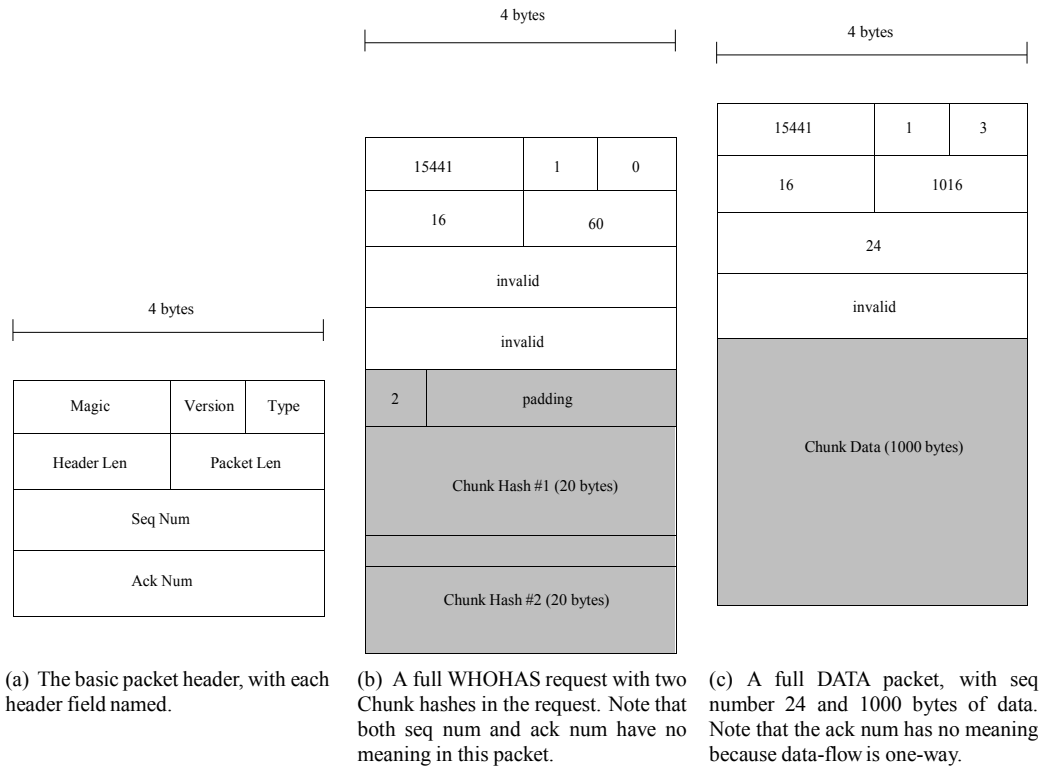 4 bytes
Magic Version Type
Header Len Packet Len
Seq Num
Ack Num
(a) The basic packet header, with each
header field named.
4 bytes
15441 1 0
16 60
invalid
invalid
2 padding
Chunk Hash #1 (20 bytes)
Chunk Hash #2 (20 bytes)
(b) A full WHOHAS request with two
Chunk hashes in the request. Note that
both seq num and ack num have no
meaning in this packet.
4 bytes
15441 1 3
16 1016
24
invalid
Chunk Data (1000 bytes)
(c) A full DATA packet, with seq
number 24 and 1000 bytes of data.
Note that the ack num has no meaning
because data-flow is one-way.